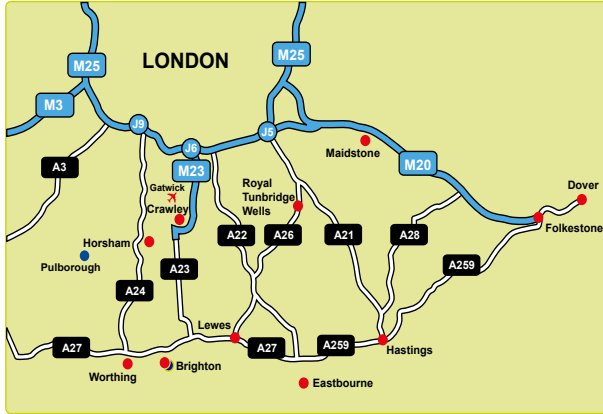 M25
LONDON
M25
M3
J9
J6
J5
M23
Maidstone
M20
A3
Gatwick
Crawley
Royal
Tunbridge
Wells
Dover
Folkestone
Horsham
Pulborough
A22
A26
A21
A28
A24
A23
A259
Lewes
A27
A27
A259
Hastings
Worthing
Brighton
Eastbourne